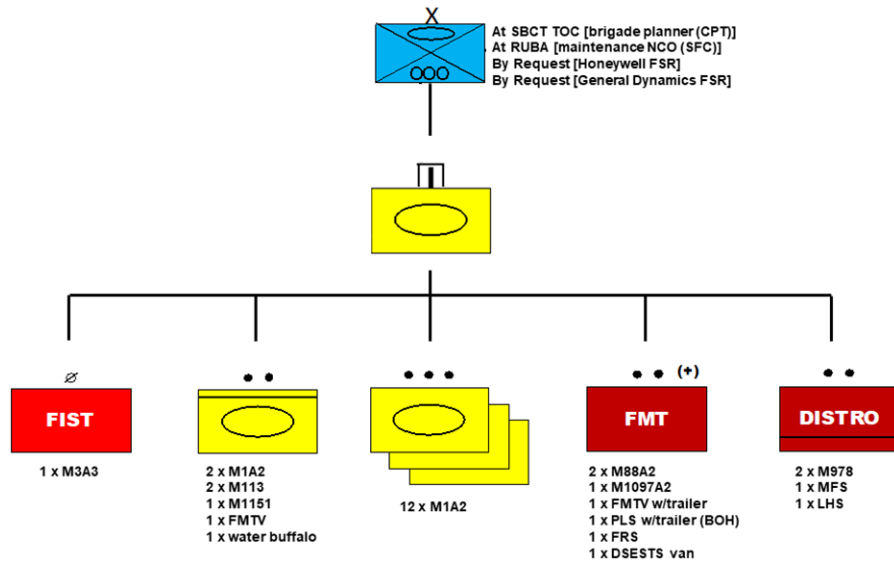 X
At SBCT TOC [brigade planner (CPT)]
At RUBA [maintenance NCO (SFC)]
By Request [Honeywell FSR]
By Request [General Dynamics FSR]
(+)
FIST
FMT
DISTRO
1 x M3A3
2 x M1A2
2 x M113
1 x M1151
1 x FMTV
1 x water buffalo
12 x M1A2
2 x M88A2
1 x M1097A2
1 x FMTV w/trailer
1 x PLS w/trailer (BOH)
1 x FRS
1 x DSESTS van
2 x M978
1 x MFS
1 x LHS